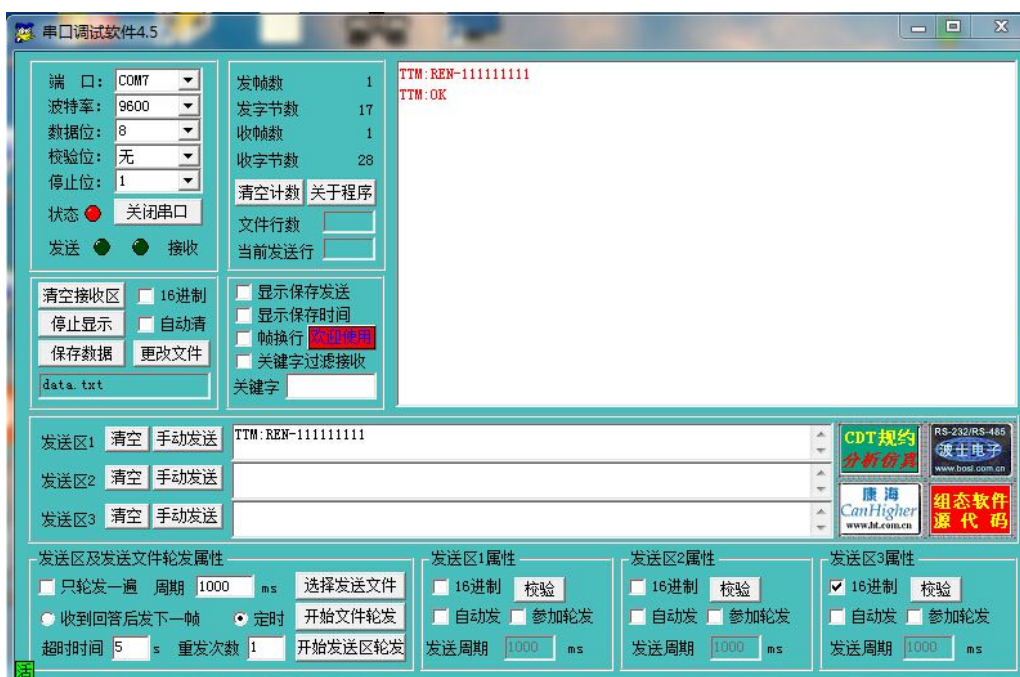 串口调试软件4.5
端 口: COM7
波特率: 9600
数据位: 8
校验位: 无
停止位: 1
状态 关闭串口
发送 接收
发帧数 1
发字节数 17
收帧数 1
收字节数 28
清空计数 关于程序
文件行数
当前发送行
TTM:REN-111111111
TTM:OK
清空接收区 16进制
停止显示 自动清
保存数据 更改文件
data.txt
显示保存发送
显示保存时间
帧换行 欢迎使用
关键字过滤接收
关键字
发送区1 清空 手动发送 TTM:REN-111111111
发送区2 清空 手动发送
发送区3 清空 手动发送
CDT规约
分析仿真
RS-232/RS-485
波士电子
www.bosi.com.cn
康海
CanHigher
www.ht.com.cn
组态软件
源代码
发送区及发送文件轮发属性
只轮发一遍 周期 1000 ms 选择发送文件
收到回答后发下一帧 定时 开始文件轮发
超时时间 5 s 重发次数 1 开始发送区轮发
发送区1属性
16进制 校验
自动发 参加轮发
发送周期 1000 ms
发送区2属性
16进制 校验
自动发 参加轮发
发送周期 1000 ms
发送区3属性
16进制 校验
自动发 参加轮发
发送周期 1000 ms
活